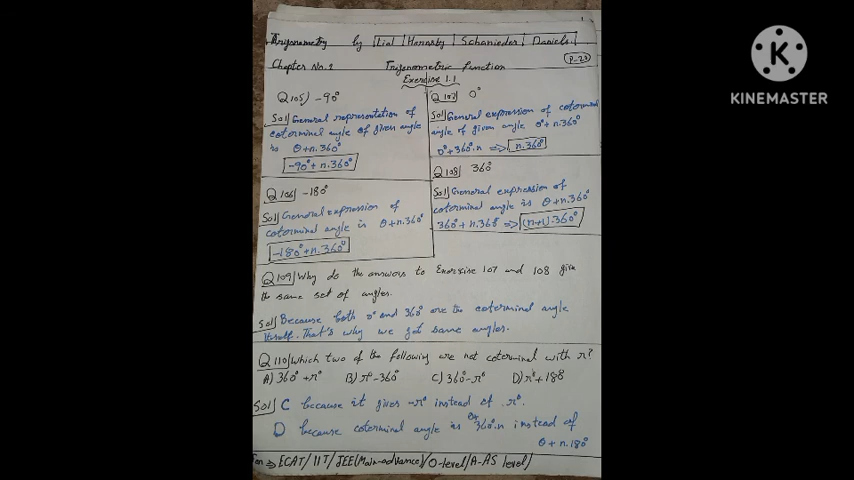 Trigonometry by Lial Hornsby Schanieder Daniels.
Chapter No. 1 Trigonometric function P-23
Exercise 1.1
Q105) -90°
Sol General representation of
coterminal angle of given angle
is θ+n.360°
-90°+n.360°
Q107 0°
Sol General expression of coterminal
angle of given angle θ+n.360°
0°+360°.n ⇒ n.360°
Q106 -180°
Sol General expression of
coterminal angle is θ+n.360°
-180°+n.360°
Q108 360°
Sol General expression of
coterminal angle is θ+n.360°
360°+n.360° ⇒ (n+1).360°
Q109 Why do the answers to Exercise 107 and 108 give
the same set of angles.
Sol Because both 0° and 360° are the coterminal angle
itself. That's why we got same angles.
Q110 Which two of the following are not coterminal with r?
A) 360°+r° B) r°-360° C) 360-r° D) r°+180
Sol C because it gives -r° instead of r°.
D because coterminal angle is θ+360°.n instead of
θ+n.180°
For ⇒ ECAT/IIT/JEE(Main-advance)/O-level/A-AS level/
KINEMASTER